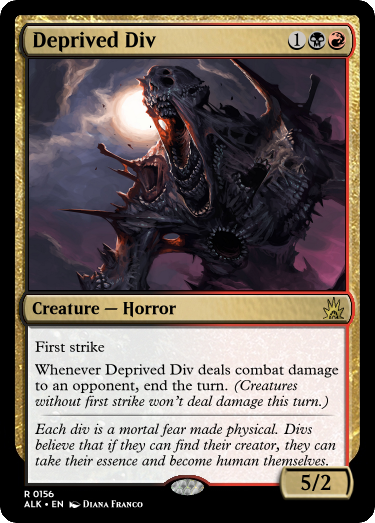 Deprived Div 1
Creature — Horror
First strike
Whenever Deprived Div deals combat damage
to an opponent, end the turn. (Creatures
without first strike won't deal damage this turn.)
Each div is a mortal fear made physical. Divs
believe that if they can find their creator, they can
take their essence and become human themselves.
5/2
R 0156
ALK • EN Diana Franco